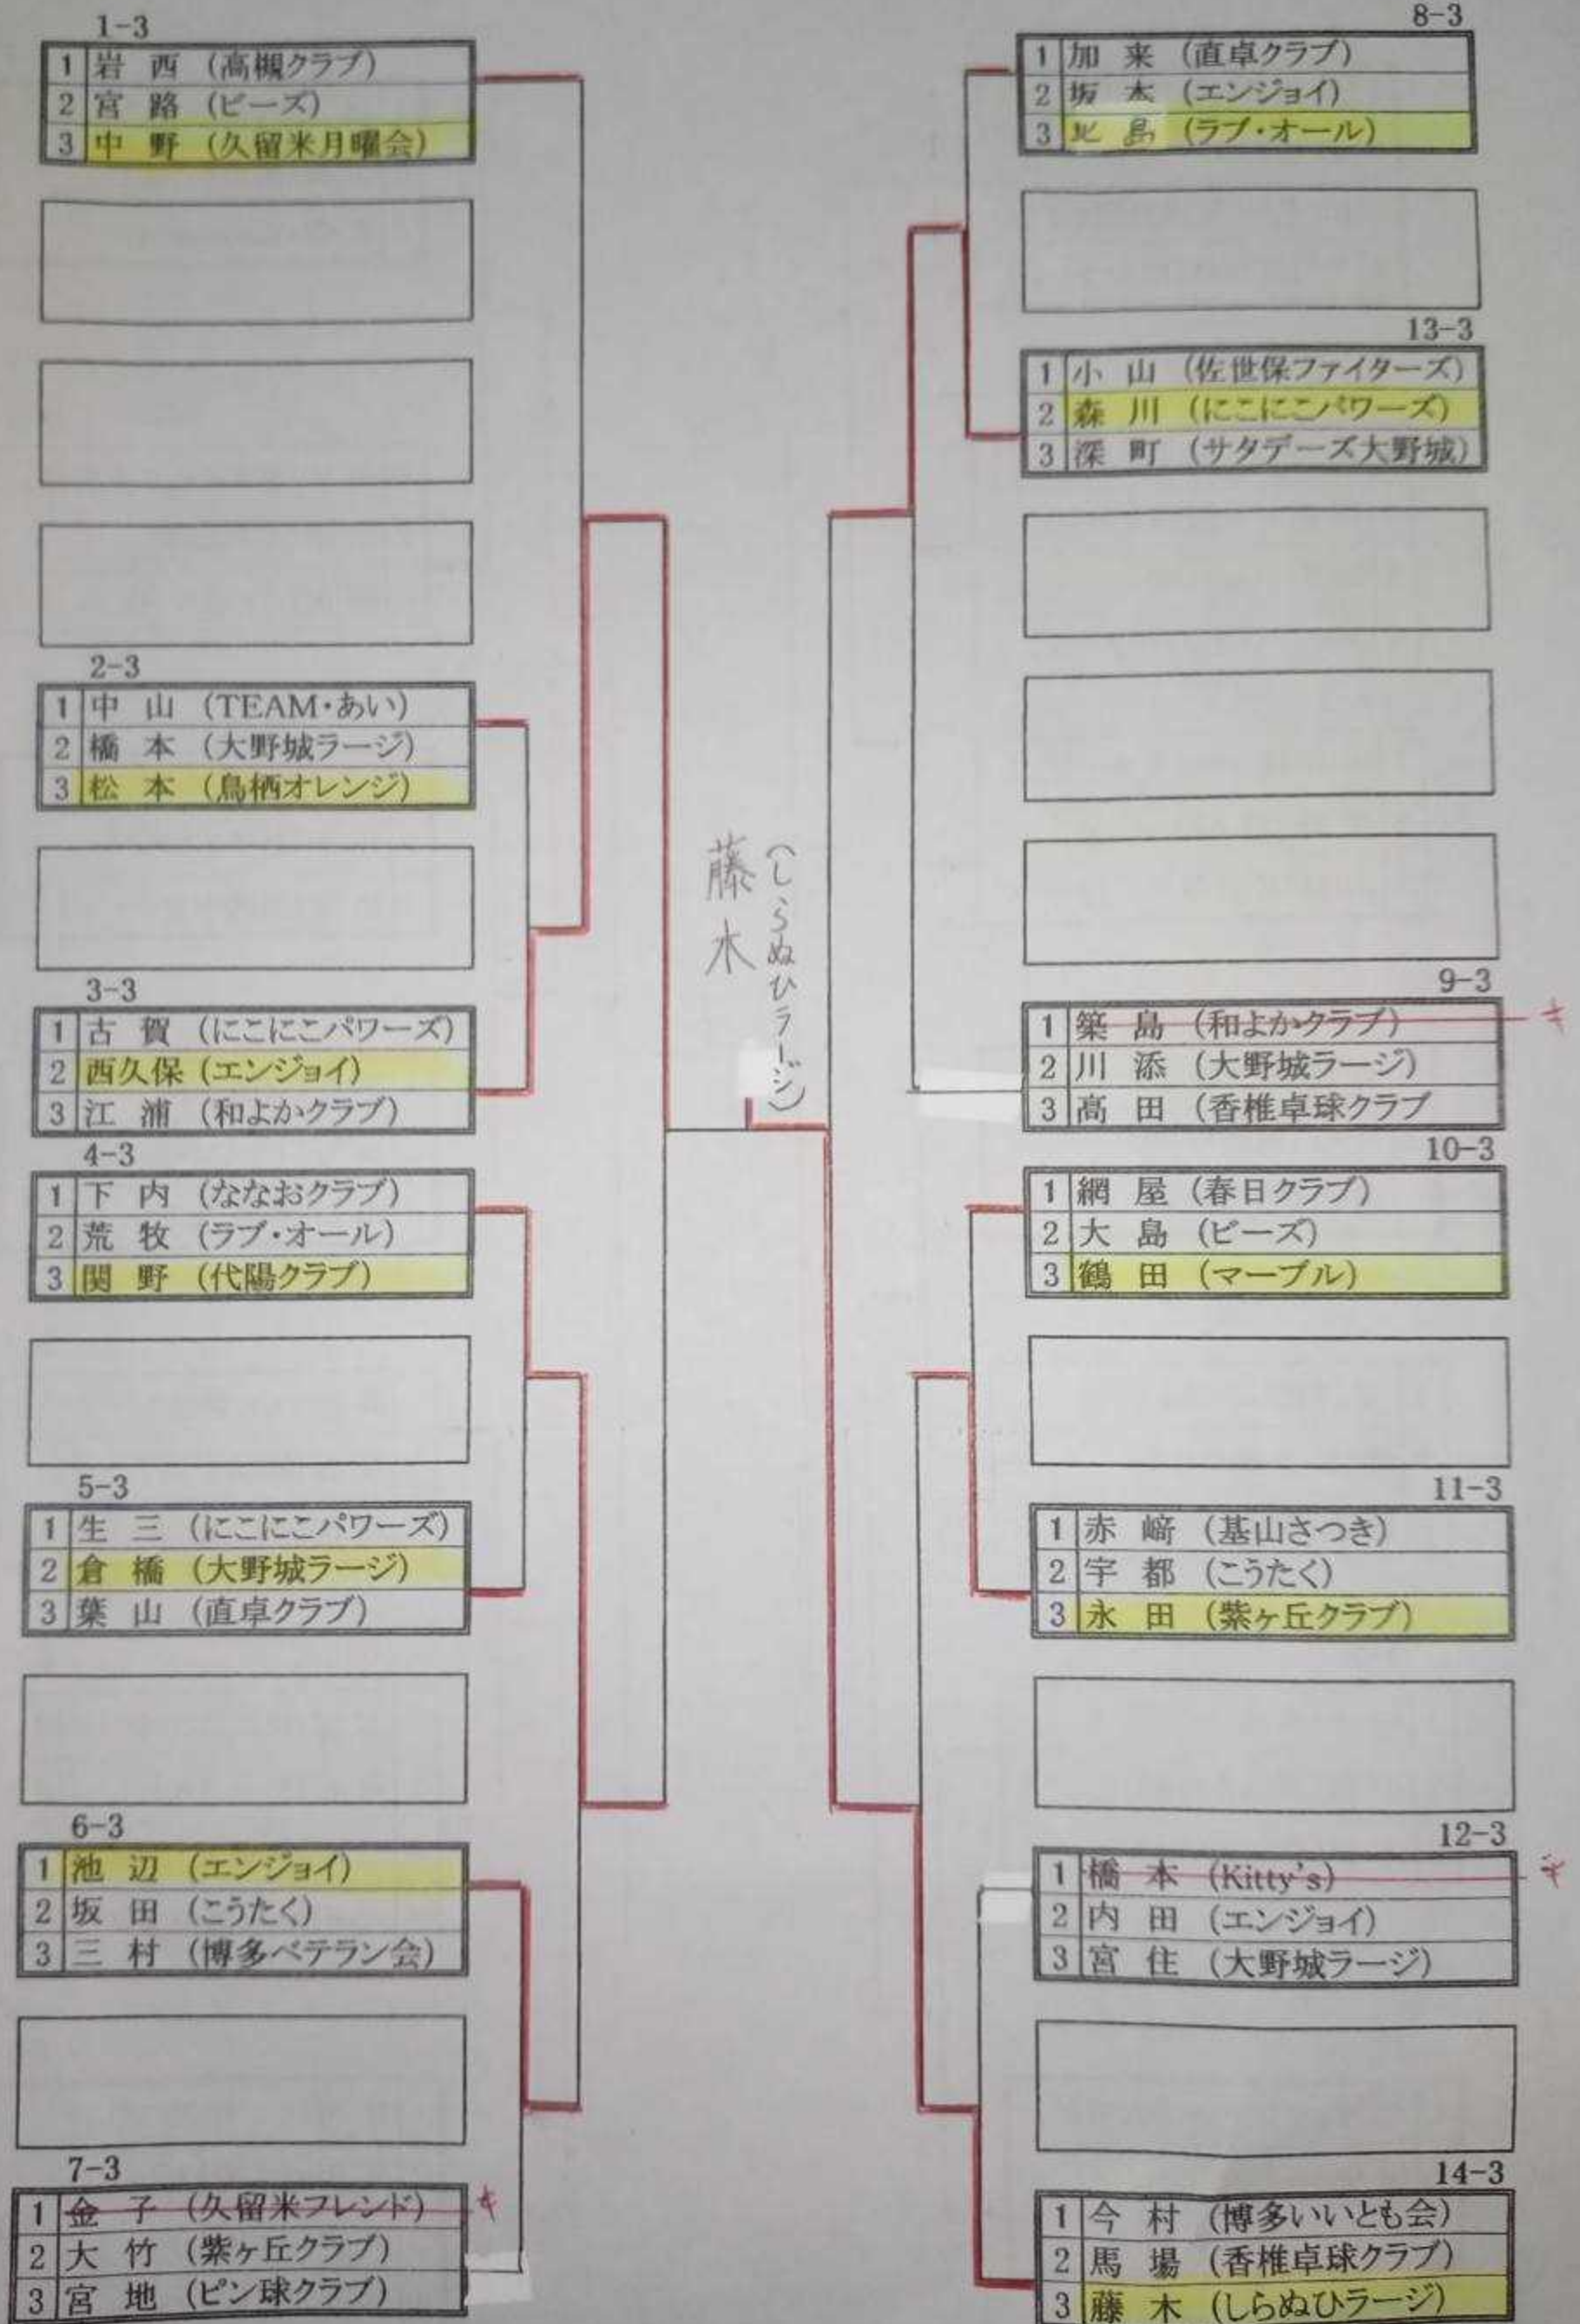 1-3
1 岩 西 (高槻クラブ)
2 宮 路 (ピーズ)
3 中 野 (久留米月曜会)
2-3
1 中 山 (TEAM・あい)
2 橋 本 (大野城ラージ)
3 松 本 (鳥栖オレンジ)
3-3
1 古 賀 (にこにこパワーズ)
2 西久保 (エンジョイ)
3 江 浦 (和よかクラブ)
4-3
1 下 内 (ななおクラブ)
2 荒 牧 (ラブ・オール)
3 関 野 (代陽クラブ)
5-3
1 生 三 (にこにこパワーズ)
2 倉 橋 (大野城ラージ)
3 葉 山 (直卓クラブ)
6-3
1 池 辺 (エンジョイ)
2 坂 田 (こうたく)
3 三 村 (博多ベテラン会)
7-3
1 金 子 (久留米フレンド) キ
2 大 竹 (紫ヶ丘クラブ)
3 宮 地 (ピン球クラブ)
藤木
(しらぬひラージ)
8-3
1 加 来 (直卓クラブ)
2 坂 本 (エンジョイ)
3 北 島 (ラブ・オール)
13-3
1 小 山 (佐世保ファイターズ)
2 森 川 (にこにこパワーズ)
3 深 町 (サタデーズ大野城)
9-3
1 築 島 (和よかクラブ) キ
2 川 添 (大野城ラージ)
3 高 田 (香椎卓球クラブ
10-3
1 網 屋 (春日クラブ)
2 大 島 (ピーズ)
3 鶴 田 (マーブル)
11-3
1 赤 﨑 (基山さつき)
2 宇 都 (こうたく)
3 永 田 (紫ヶ丘クラブ)
12-3
1 橋 本 (Kitty's) キ
2 内 田 (エンジョイ)
3 宮 住 (大野城ラージ)
14-3
1 今 村 (博多いいとも会)
2 馬 場 (香椎卓球クラブ)
3 藤 木 (しらぬひラージ)